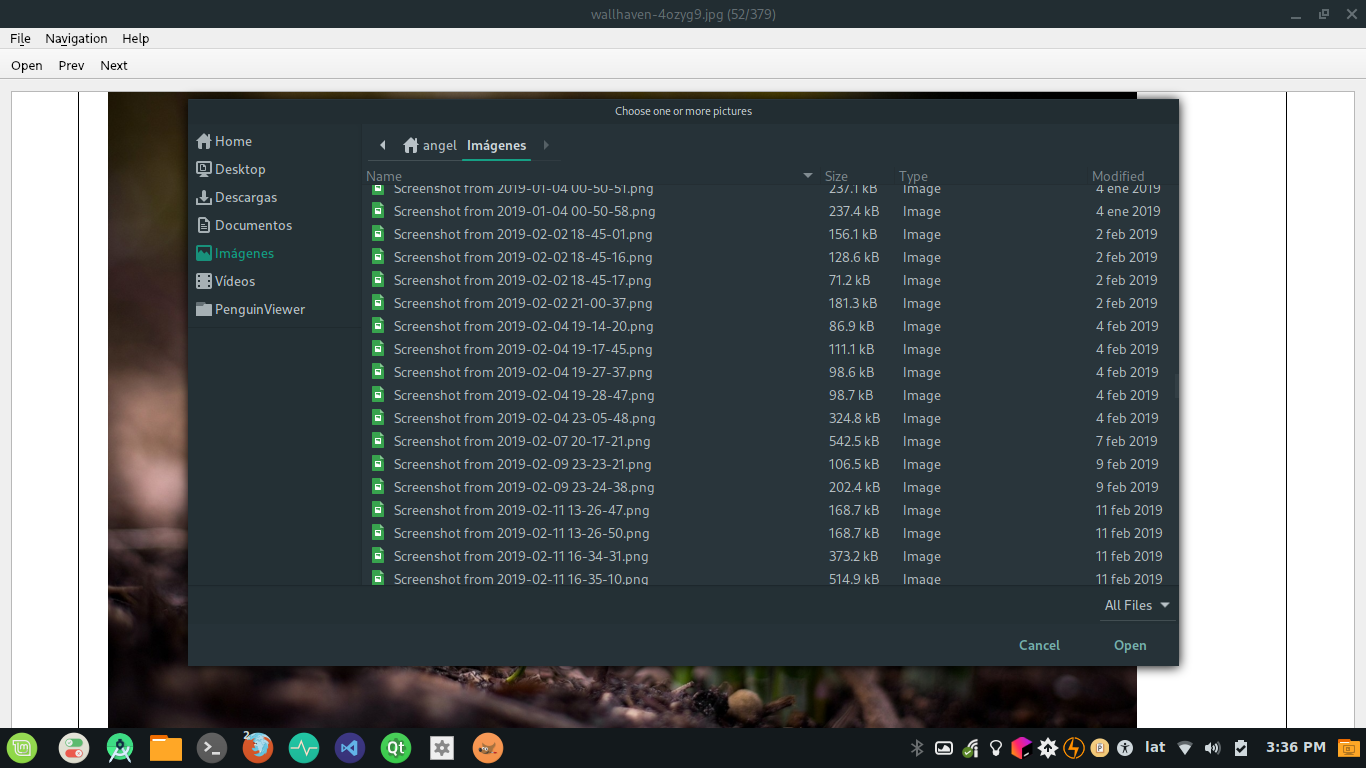 wallhaven-4ozyg9.jpg (52/379)
File Navigation Help
Open Prev Next
Choose one or more pictures
Home
Desktop
Descargas
Documentos
Imágenes
Vídeos
PenguinViewer
angel Imágenes
Name Size Type Modified
Screenshot from 2019-01-04 00-50-51.png 237.1 kB Image 4 ene 2019
Screenshot from 2019-01-04 00-50-58.png 237.4 kB Image 4 ene 2019
Screenshot from 2019-02-02 18-45-01.png 156.1 kB Image 2 feb 2019
Screenshot from 2019-02-02 18-45-16.png 128.6 kB Image 2 feb 2019
Screenshot from 2019-02-02 18-45-17.png 71.2 kB Image 2 feb 2019
Screenshot from 2019-02-02 21-00-37.png 181.3 kB Image 2 feb 2019
Screenshot from 2019-02-04 19-14-20.png 86.9 kB Image 4 feb 2019
Screenshot from 2019-02-04 19-17-45.png 111.1 kB Image 4 feb 2019
Screenshot from 2019-02-04 19-27-37.png 98.6 kB Image 4 feb 2019
Screenshot from 2019-02-04 19-28-47.png 98.7 kB Image 4 feb 2019
Screenshot from 2019-02-04 23-05-48.png 324.8 kB Image 4 feb 2019
Screenshot from 2019-02-07 20-17-21.png 542.5 kB Image 7 feb 2019
Screenshot from 2019-02-09 23-23-21.png 106.5 kB Image 9 feb 2019
Screenshot from 2019-02-09 23-24-38.png 202.4 kB Image 9 feb 2019
Screenshot from 2019-02-11 13-26-47.png 168.7 kB Image 11 feb 2019
Screenshot from 2019-02-11 13-26-50.png 168.7 kB Image 11 feb 2019
Screenshot from 2019-02-11 16-34-31.png 373.2 kB Image 11 feb 2019
Screenshot from 2019-02-11 16-35-10.png 514.9 kB Image 11 feb 2019
All Files
Cancel Open
2 Qt lat 3:36 PM